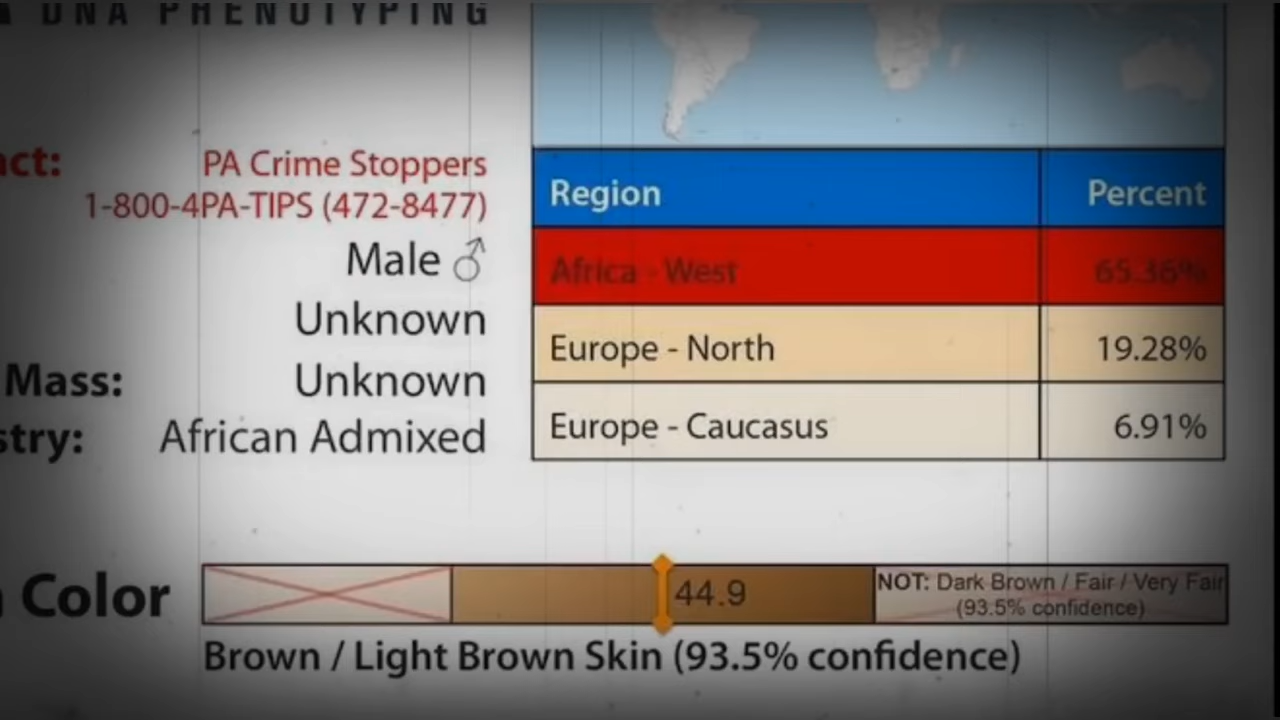 DNA PHENOTYPING
act: PA Crime Stoppers
1-800-4PA-TIPS (472-8477)
Male ♂
Unknown
Mass: Unknown
stry: African Admixed
Region Percent
Africa - West 65.36%
Europe - North 19.28%
Europe - Caucasus 6.91%
Color
44.9
NOT: Dark Brown / Fair / Very Fair
(93.5% confidence)
Brown / Light Brown Skin (93.5% confidence)